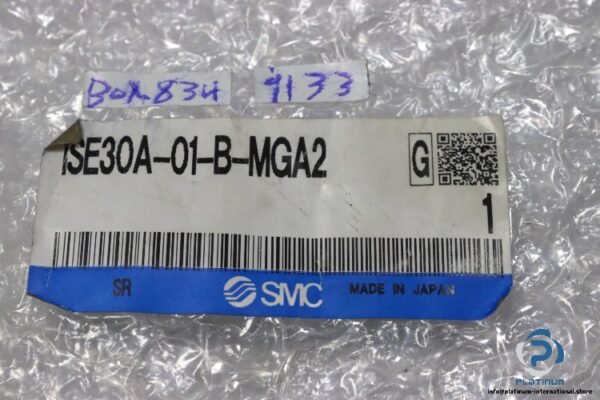 Box 834 9133
ISE30A-01-B-MGA2
G
1
SR SMC MADE IN JAPAN
PLATINUM
info@platinum-international.store